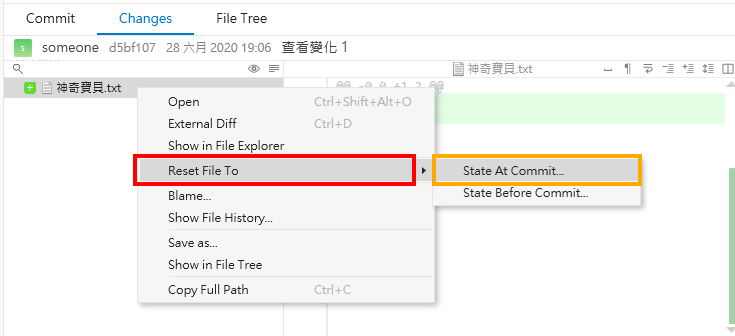 Commit Changes File Tree
s someone d5bf107 28 六月 2020 19:06 查看變化 1
神奇寶貝.txt
神奇寶貝.txt
@@ -0,0 +1,2 @@
Open Ctrl+Shift+Alt+O
External Diff Ctrl+D
Show in File Explorer
Reset File To
State At Commit...
State Before Commit...
Blame...
Show File History...
Save as...
Show in File Tree
Copy Full Path Ctrl+C